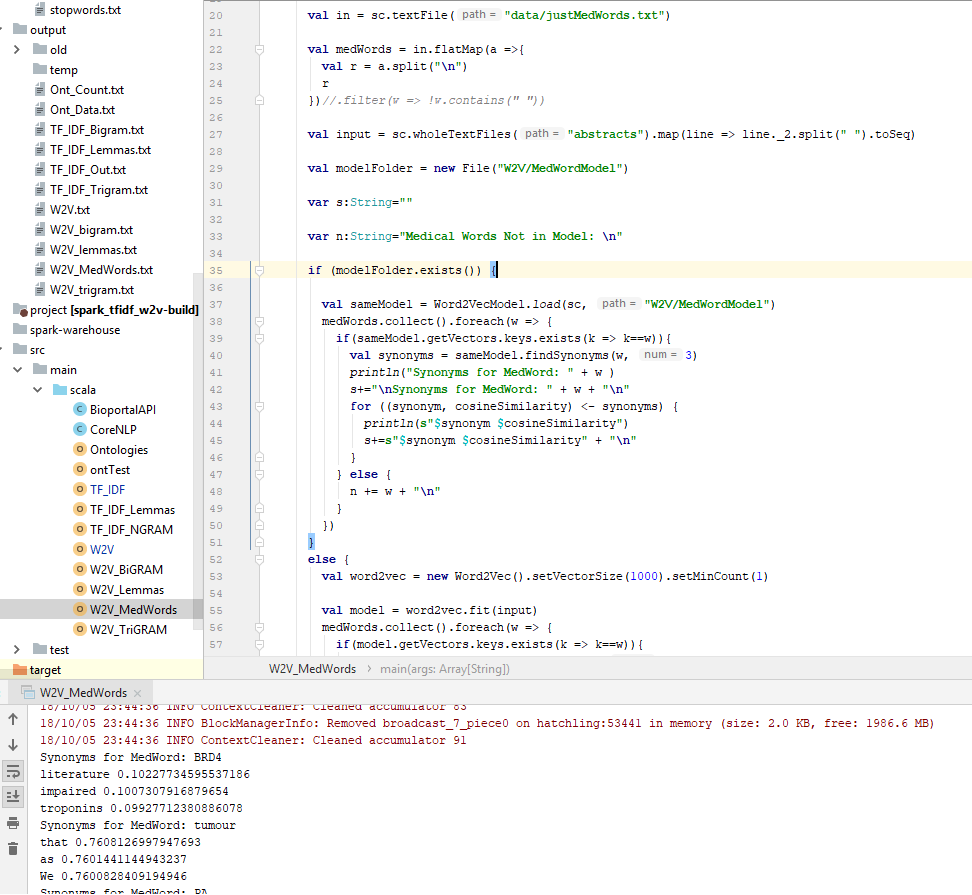 stopwords.txt
output
old
temp
Ont_Count.txt
Ont_Data.txt
TF_IDF_Bigram.txt
TF_IDF_Lemmas.txt
TF_IDF_Out.txt
TF_IDF_Trigram.txt
W2V.txt
W2V_bigram.txt
W2V_lemmas.txt
W2V_MedWords.txt
W2V_trigram.txt
project [spark_tfidf_w2v-build]
spark-warehouse
src
main
scala
C BioportalAPI
C CoreNLP
O Ontologies
O ontTest
O TF_IDF
O TF_IDF_Lemmas
O TF_IDF_NGRAM
O W2V
O W2V_BiGRAM
O W2V_Lemmas
O W2V_MedWords
O W2V_TriGRAM
test
target
20 val in = sc.textFile( path = "data/justMedWords.txt")
21
22 val medWords = in.flatMap(a =>{
23 val r = a.split("\n")
24 r
25 })//.filter(w => !w.contains(" "))
26
27 val input = sc.wholeTextFiles( path = "abstracts").map(line => line._2.split(" ").toSeq)
28
29 val modelFolder = new File("W2V/MedWordModel")
30
31 var s:String=""
32
33 var n:String="Medical Words Not in Model: \n"
34
35 if (modelFolder.exists()) {
36
37 val sameModel = Word2VecModel.load(sc, path = "W2V/MedWordModel")
38 medWords.collect().foreach(w => {
39 if(sameModel.getVectors.keys.exists(k => k==w)){
40 val synonyms = sameModel.findSynonyms(w, num = 3)
41 println("Synonyms for MedWord: " + w )
42 s+="\nSynonyms for MedWord: " + w + "\n"
43 for ((synonym, cosineSimilarity) <- synonyms) {
44 println(s"$synonym $cosineSimilarity")
45 s+=s"$synonym $cosineSimilarity" + "\n"
46 }
47 } else {
48 n += w + "\n"
49 }
50 })
51 }
52 else {
53 val word2vec = new Word2Vec().setVectorSize(1000).setMinCount(1)
54
55 val model = word2vec.fit(input)
56 medWords.collect().foreach(w => {
57 if(model.getVectors.keys.exists(k => k==w)){
W2V_MedWords › main(args: Array[String])
W2V_MedWords ×
18/10/05 23:44:36 INFO ContextCleaner: Cleaned accumulator 83
18/10/05 23:44:36 INFO BlockManagerInfo: Removed broadcast_7_piece0 on hatchling:53441 in memory (size: 2.0 KB, free: 1986.6 MB)
18/10/05 23:44:36 INFO ContextCleaner: Cleaned accumulator 91
Synonyms for MedWord: BRD4
literature 0.10227734595537186
impaired 0.1007307916879654
troponins 0.09927712380886078
Synonyms for MedWord: tumour
that 0.7608126997947693
as 0.7601441144943237
We 0.7600828409194946
Synonyms for MedWord: